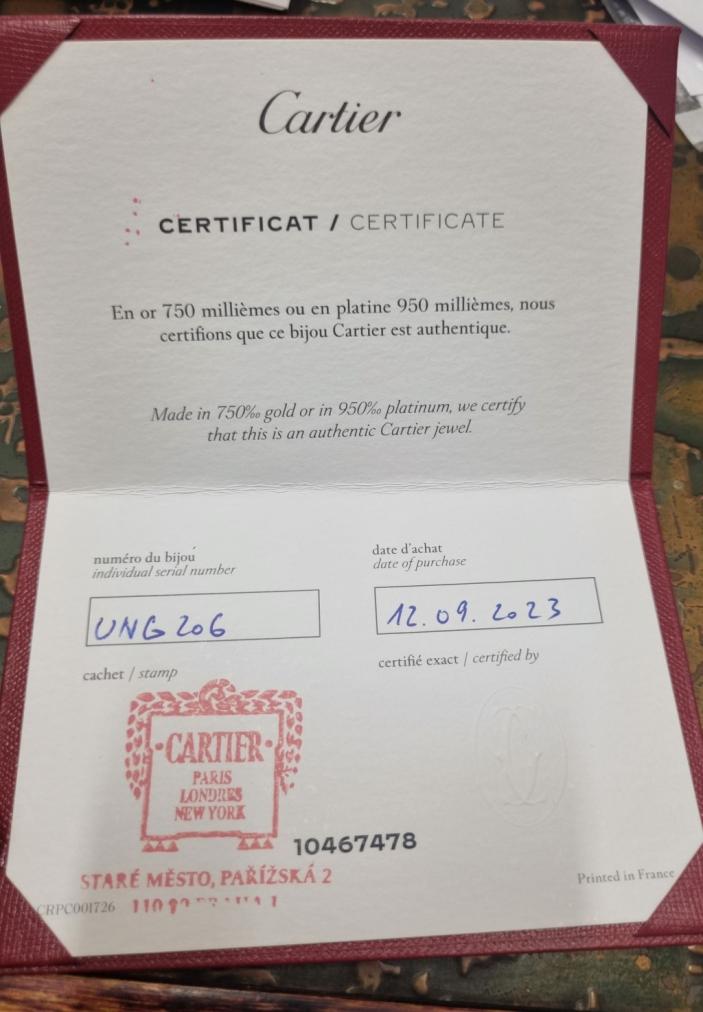 Cartier
CERTIFICAT / CERTIFICATE
En or 750 millièmes ou en platine 950 millièmes, nous
certifions que ce bijou Cartier est authentique.
Made in 750‰ gold or in 950‰ platinum, we certify
that this is an authentic Cartier jewel.
numéro du bijou
individual serial number
UNG206
cachet / stamp
date d'achat
date of purchase
12.09.2023
certifié exact / certified by
CARTIER
PARIS
LONDRES
NEW YORK
10467478
STARÉ MĚSTO, PAŘÍŽSKÁ 2
CRPC001726
Printed in France